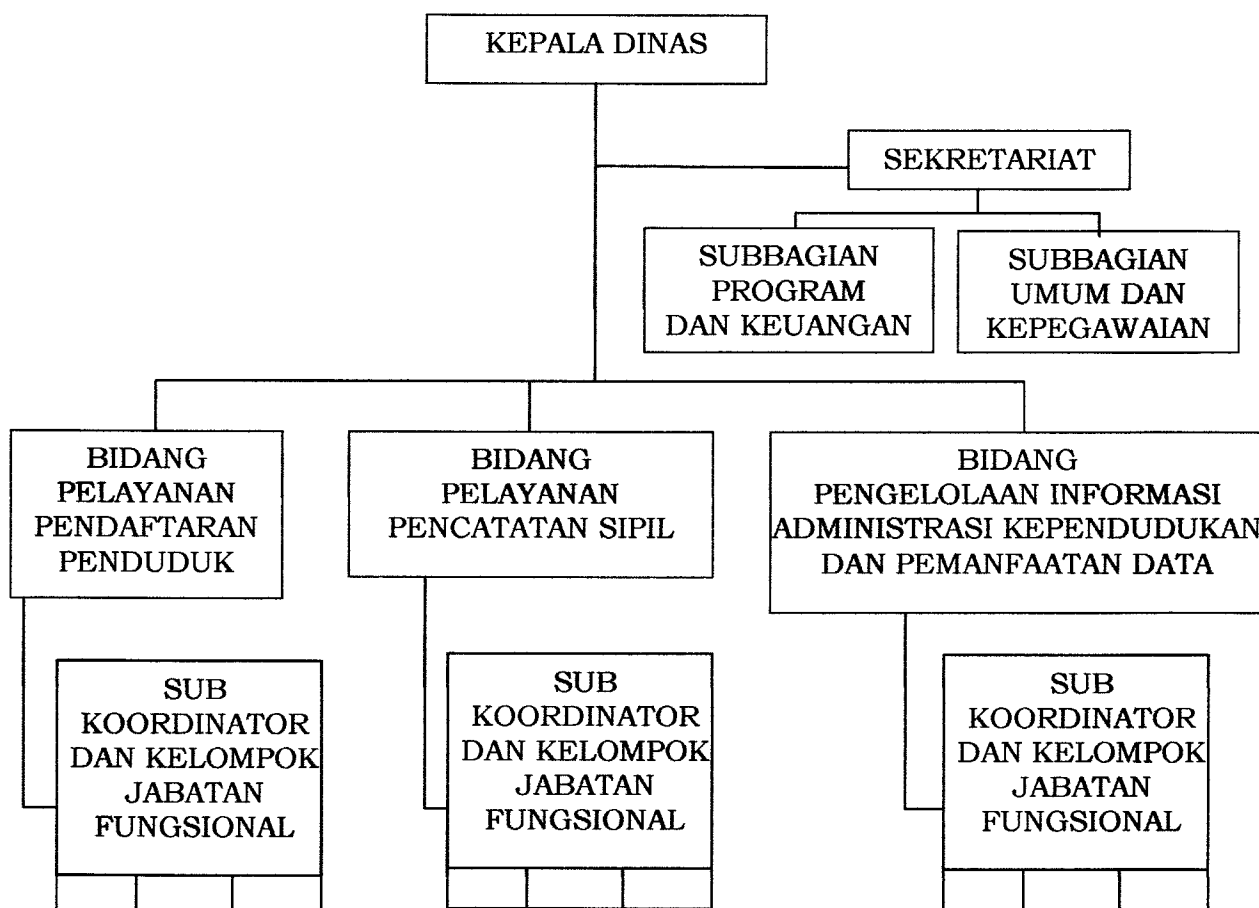 KEPALA DINAS
SEKRETARIAT
SUBBAGIAN
PROGRAM
DAN KEUANGAN
SUBBAGIAN
UMUM DAN
KEPEGAWAIAN
BIDANG
PELAYANAN
PENDAFTARAN
PENDUDUK
BIDANG
PELAYANAN
PENCATATAN SIPIL
BIDANG
PENGELOLAAN INFORMASI
ADMINISTRASI KEPENDUDUKAN
DAN PEMANFAATAN DATA
SUB
KOORDINATOR
DAN KELOMPOK
JABATAN
FUNGSIONAL
SUB
KOORDINATOR
DAN KELOMPOK
JABATAN
FUNGSIONAL
SUB
KOORDINATOR
DAN KELOMPOK
JABATAN
FUNGSIONAL